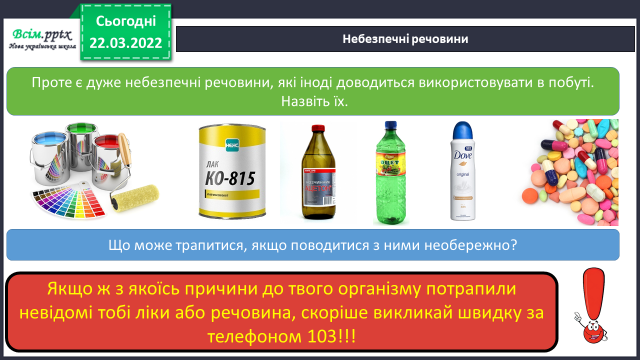 Всім.pptx
Нова українська школа
Сьогодні
22.03.2022
Небезпечні речовини
Проте є дуже небезпечні речовини, які іноді доводиться використовувати в побуті.
Назвіть їх.
ЛАК
КО-815
Dove
original
Що може трапитися, якщо поводитися з ними необережно?
Якщо ж з якоїсь причини до твого організму потрапили
невідомі тобі ліки або речовина, скоріше викликай швидку за
телефоном 103!!!